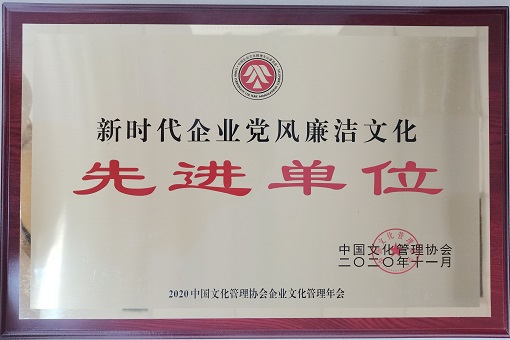 新时代企业党风廉洁文化
先进单位
中国文化管理协会
二〇二〇年十一月
2020中国文化管理协会企业文化管理年会